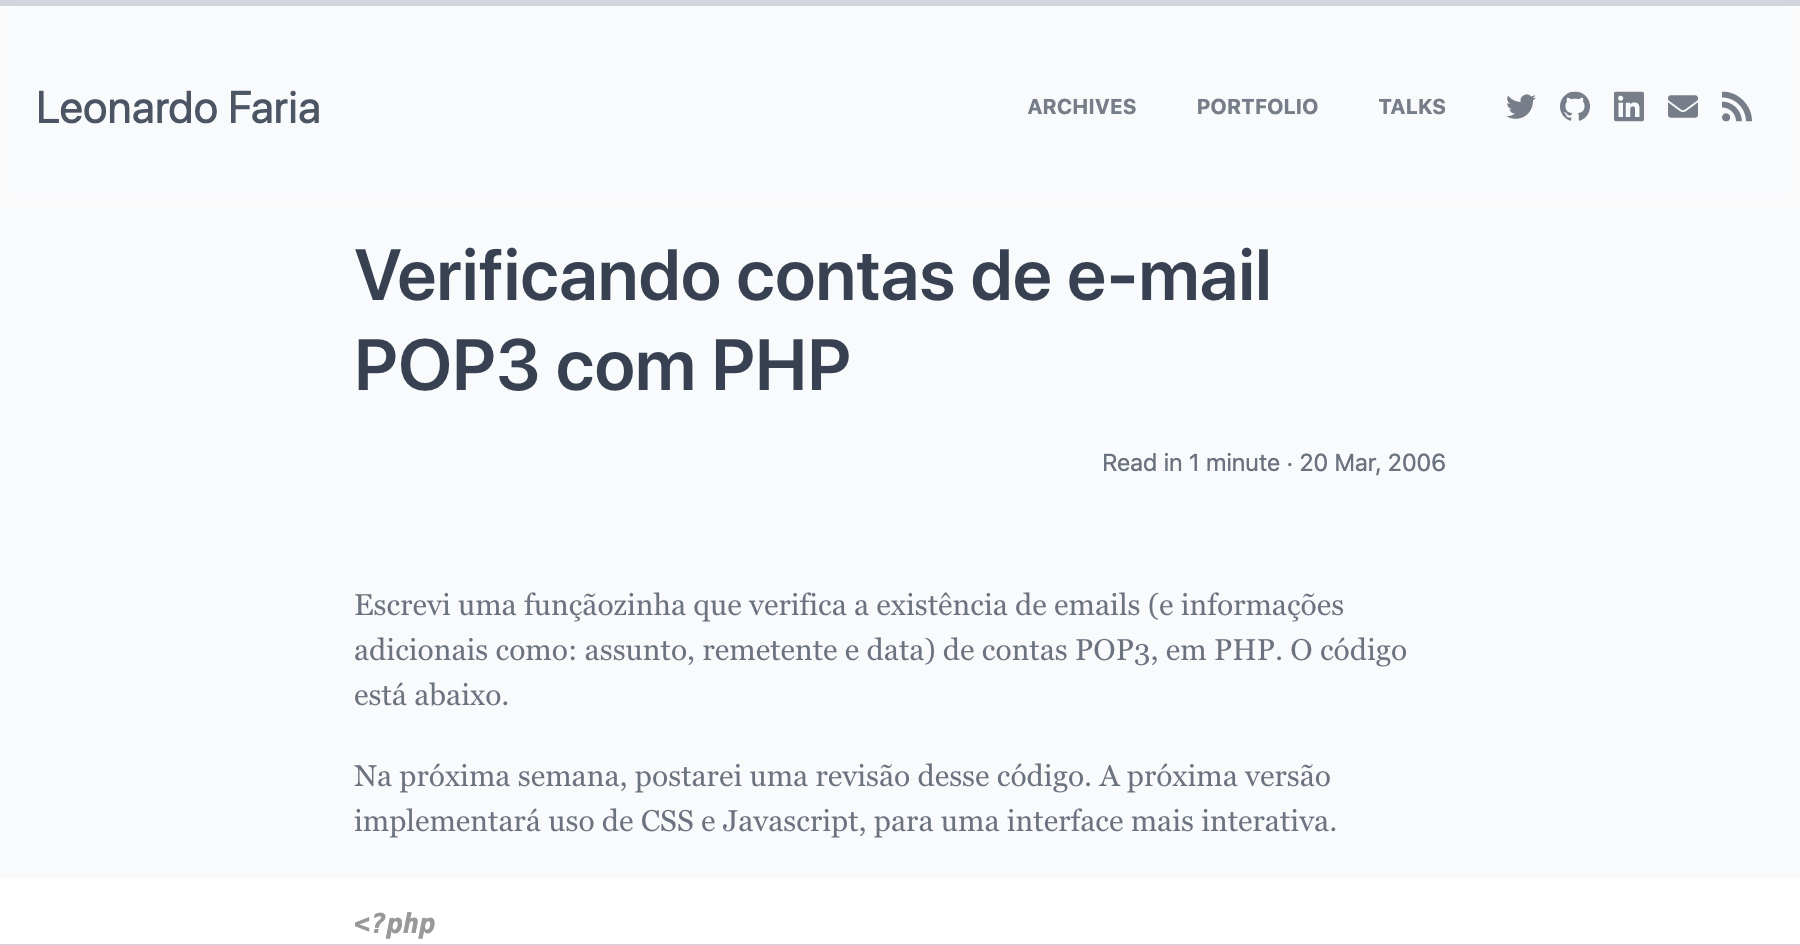 Leonardo Faria
ARCHIVES PORTFOLIO TALKS
Verificando contas de e-mail
POP3 com PHP
Read in 1 minute · 20 Mar, 2006
Escrevi uma funçãozinha que verifica a existência de emails (e informações
adicionais como: assunto, remetente e data) de contas POP3, em PHP. O código
está abaixo.
Na próxima semana, postarei uma revisão desse código. A próxima versão
implementará uso de CSS e Javascript, para uma interface mais interativa.
<?php